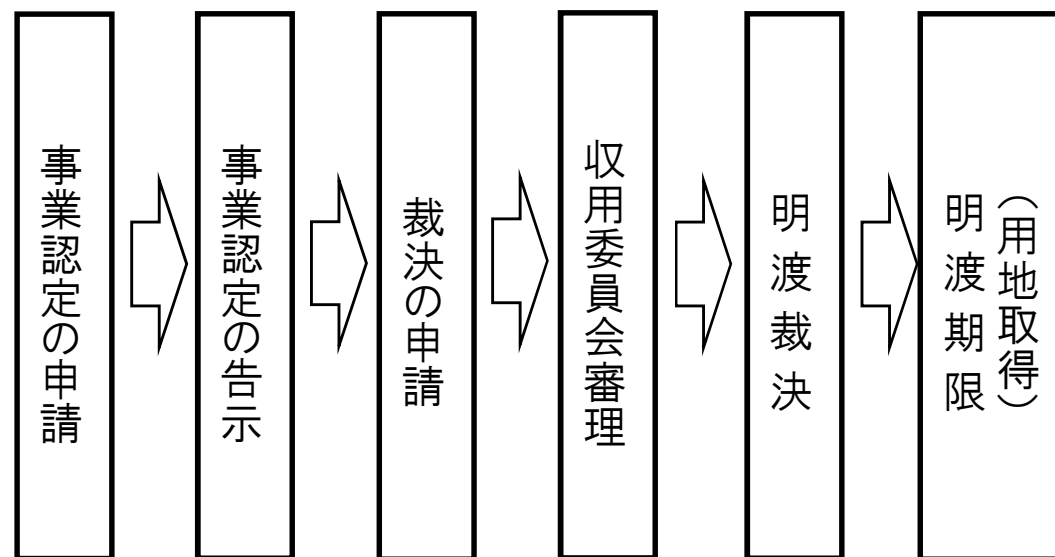 事業認定の申請
事業認定の告示
裁決の申請
収用委員会審理
明渡裁決
（用地取得）
明渡期限